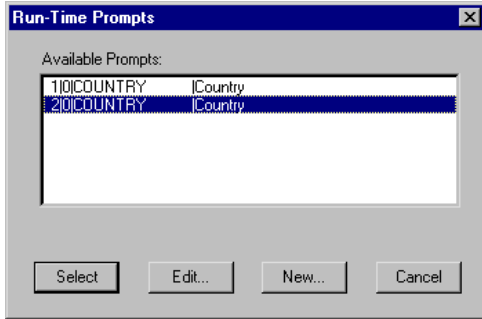 Run-Time Prompts
Available Prompts:
1|0|COUNTRY |Country
2|0|COUNTRY |Country
Select Edit... New... Cancel